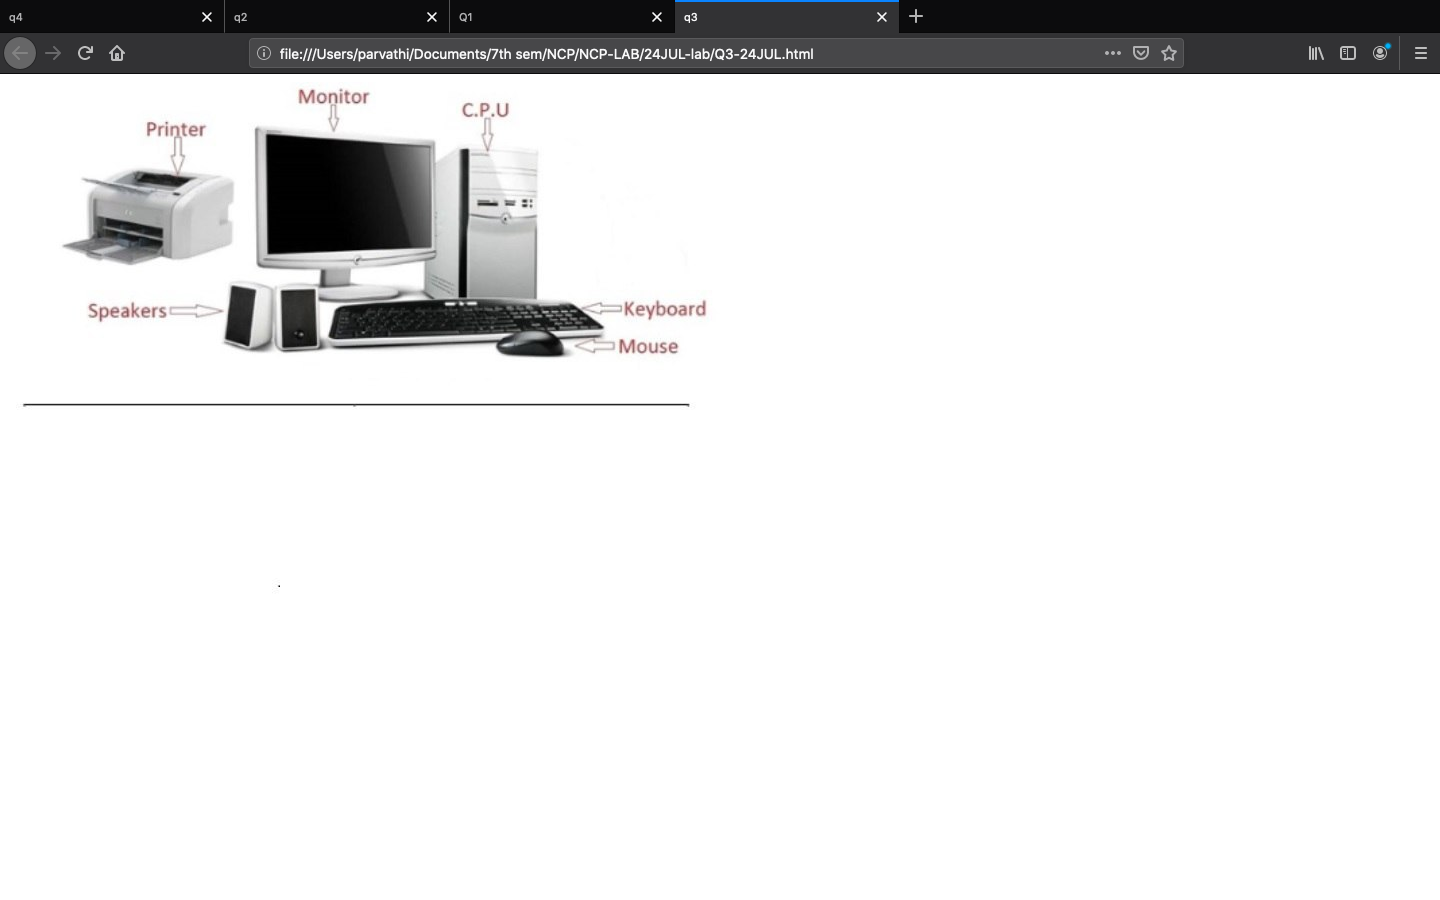 q4
q2
Q1
q3
file:///Users/parvathi/Documents/7th sem/NCP/NCP-LAB/24JUL-lab/Q3-24JUL.html
Monitor
C.P.U
Printer
Speakers
Keyboard
Mouse
.